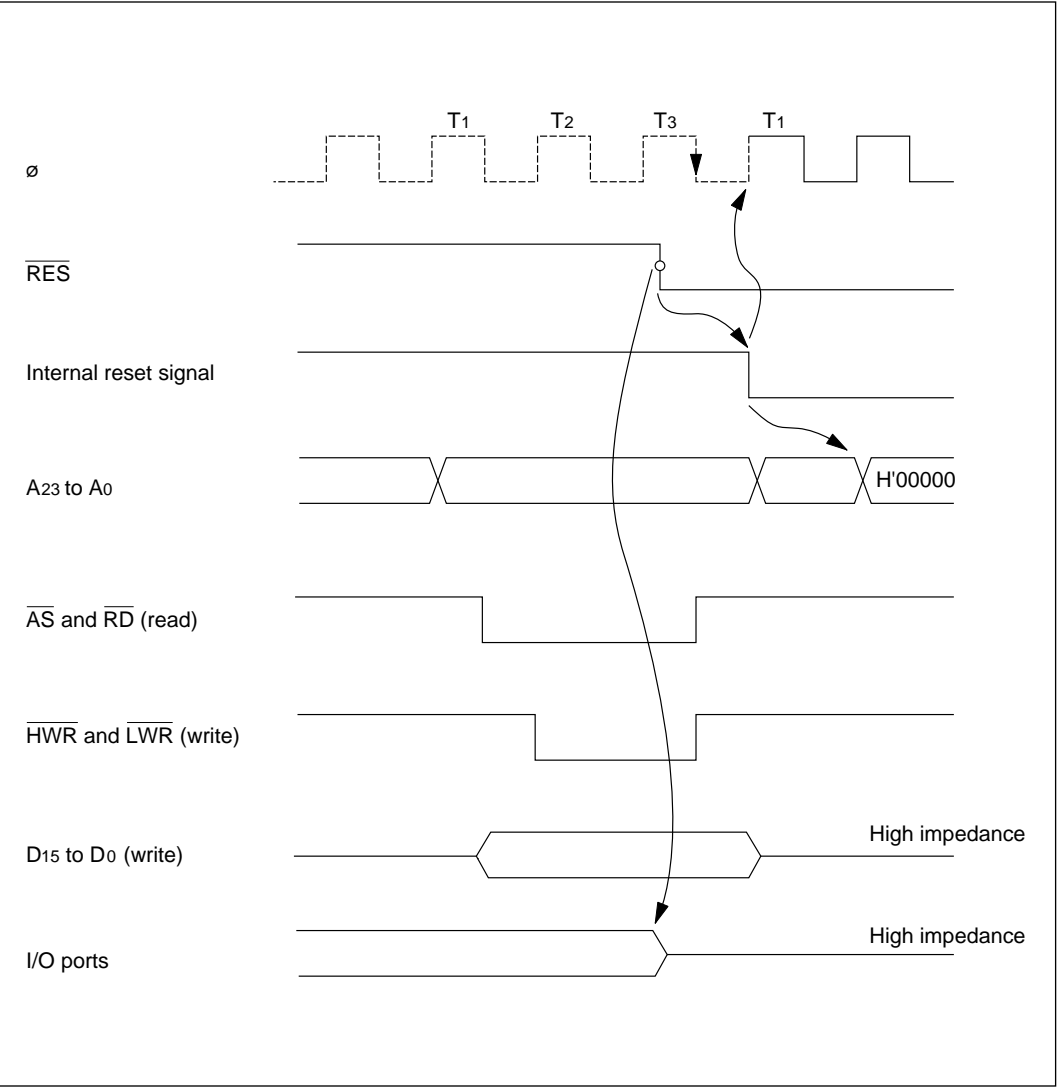 T1 T2 T3 T1
ø
RES
Internal reset signal
A23 to A0
H'00000
AS and RD (read)
HWR and LWR (write)
High impedance
D15 to D0 (write)
High impedance
I/O ports